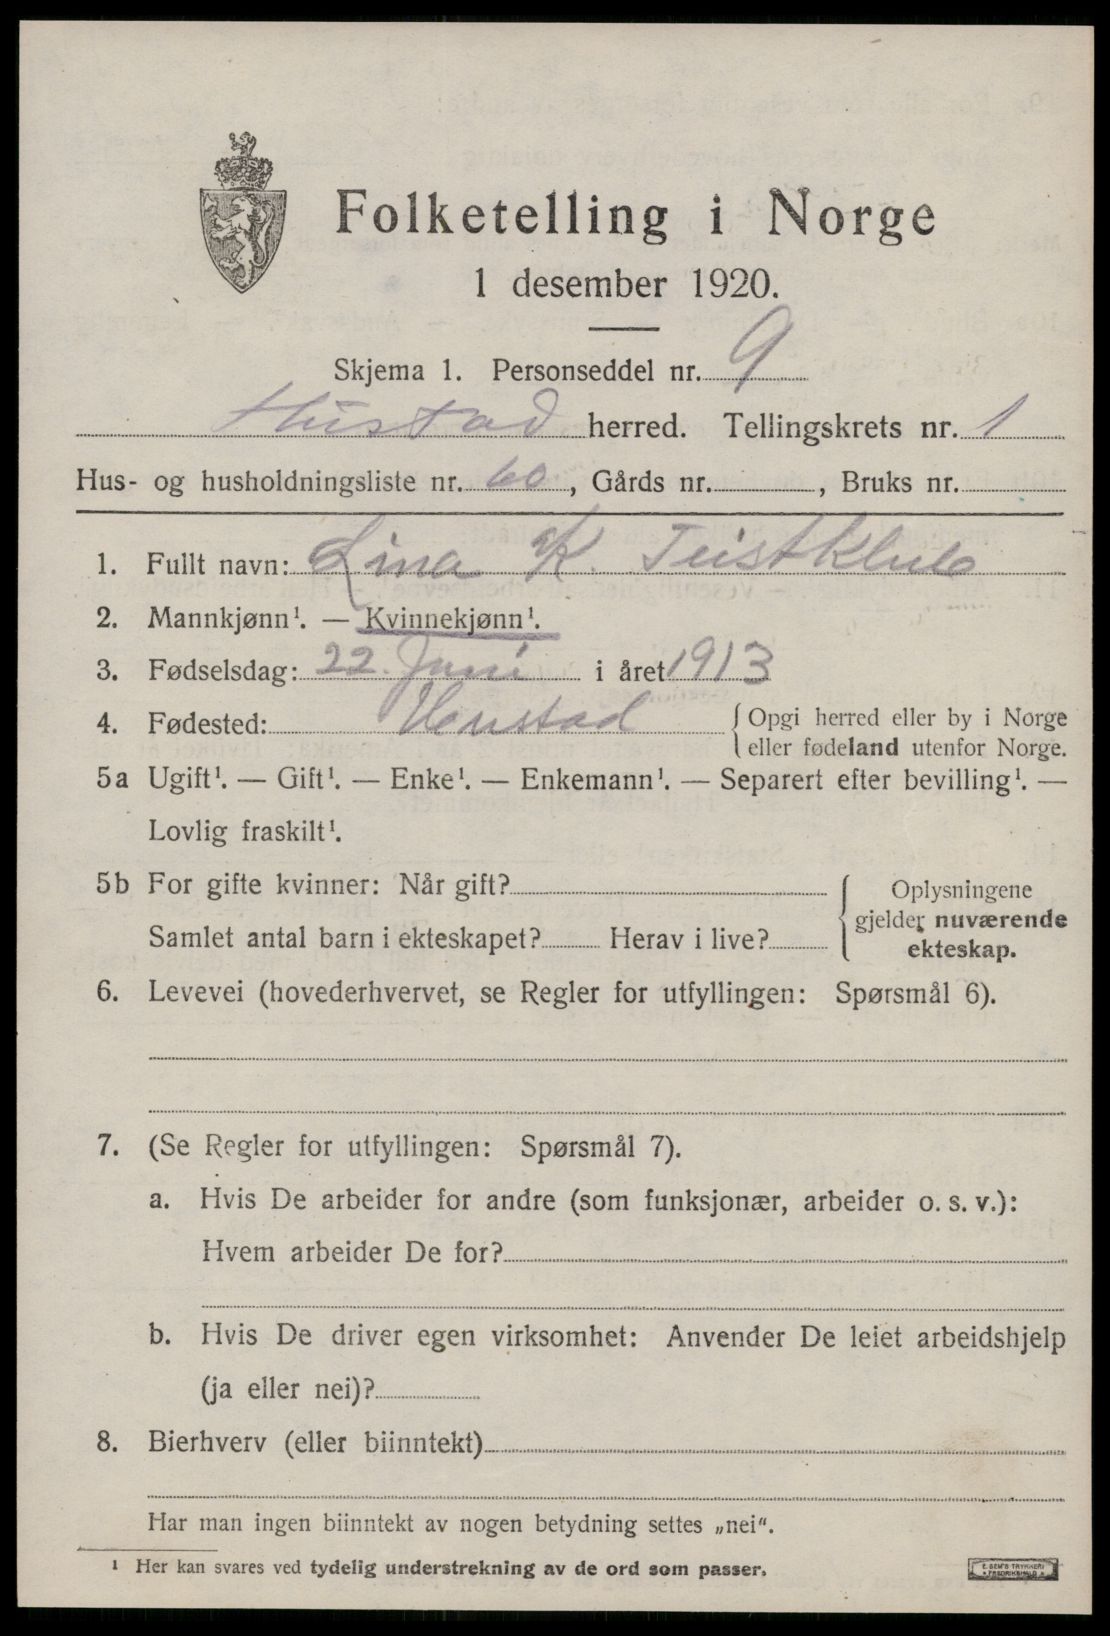 Folketelling i Norge
1 desember 1920.
Skjema 1. Personseddel nr. 9
Hustad herred. Tellingskrets nr. 1
Hus- og husholdningsliste nr. 60, Gårds nr. , Bruks nr.
1. Fullt navn: Lina K. Teistklub
2. Mannkjønn¹. — Kvinnekjønn¹.
3. Fødselsdag: 22. Juni i året 1913
4. Fødested: Hustad {Opgi herred eller by i Norge
eller fødeland utenfor Norge.
5a Ugift¹. — Gift¹. — Enke¹. — Enkemann¹. — Separert efter bevilling¹. —
Lovlig fraskilt¹.
5b For gifte kvinner: Når gift? { Oplysningene
gjelder nuværende
Samlet antal barn i ekteskapet? Herav i live? ekteskap.
6. Levevei (hovederhvervet, se Regler for utfyllingen: Spørsmål 6).
7. (Se Regler for utfyllingen: Spørsmål 7).
a. Hvis De arbeider for andre (som funksjonær, arbeider o. s. v.):
Hvem arbeider De for?
b. Hvis De driver egen virksomhet: Anvender De leiet arbeidshjelp
(ja eller nei)?
8. Bierhverv (eller biinntekt)
Har man ingen biinntekt av nogen betydning settes „nei“.
¹ Her kan svares ved tydelig understrekning av de ord som passer.
E. SEM'S TRYKKERI
FREDRIKSHALD